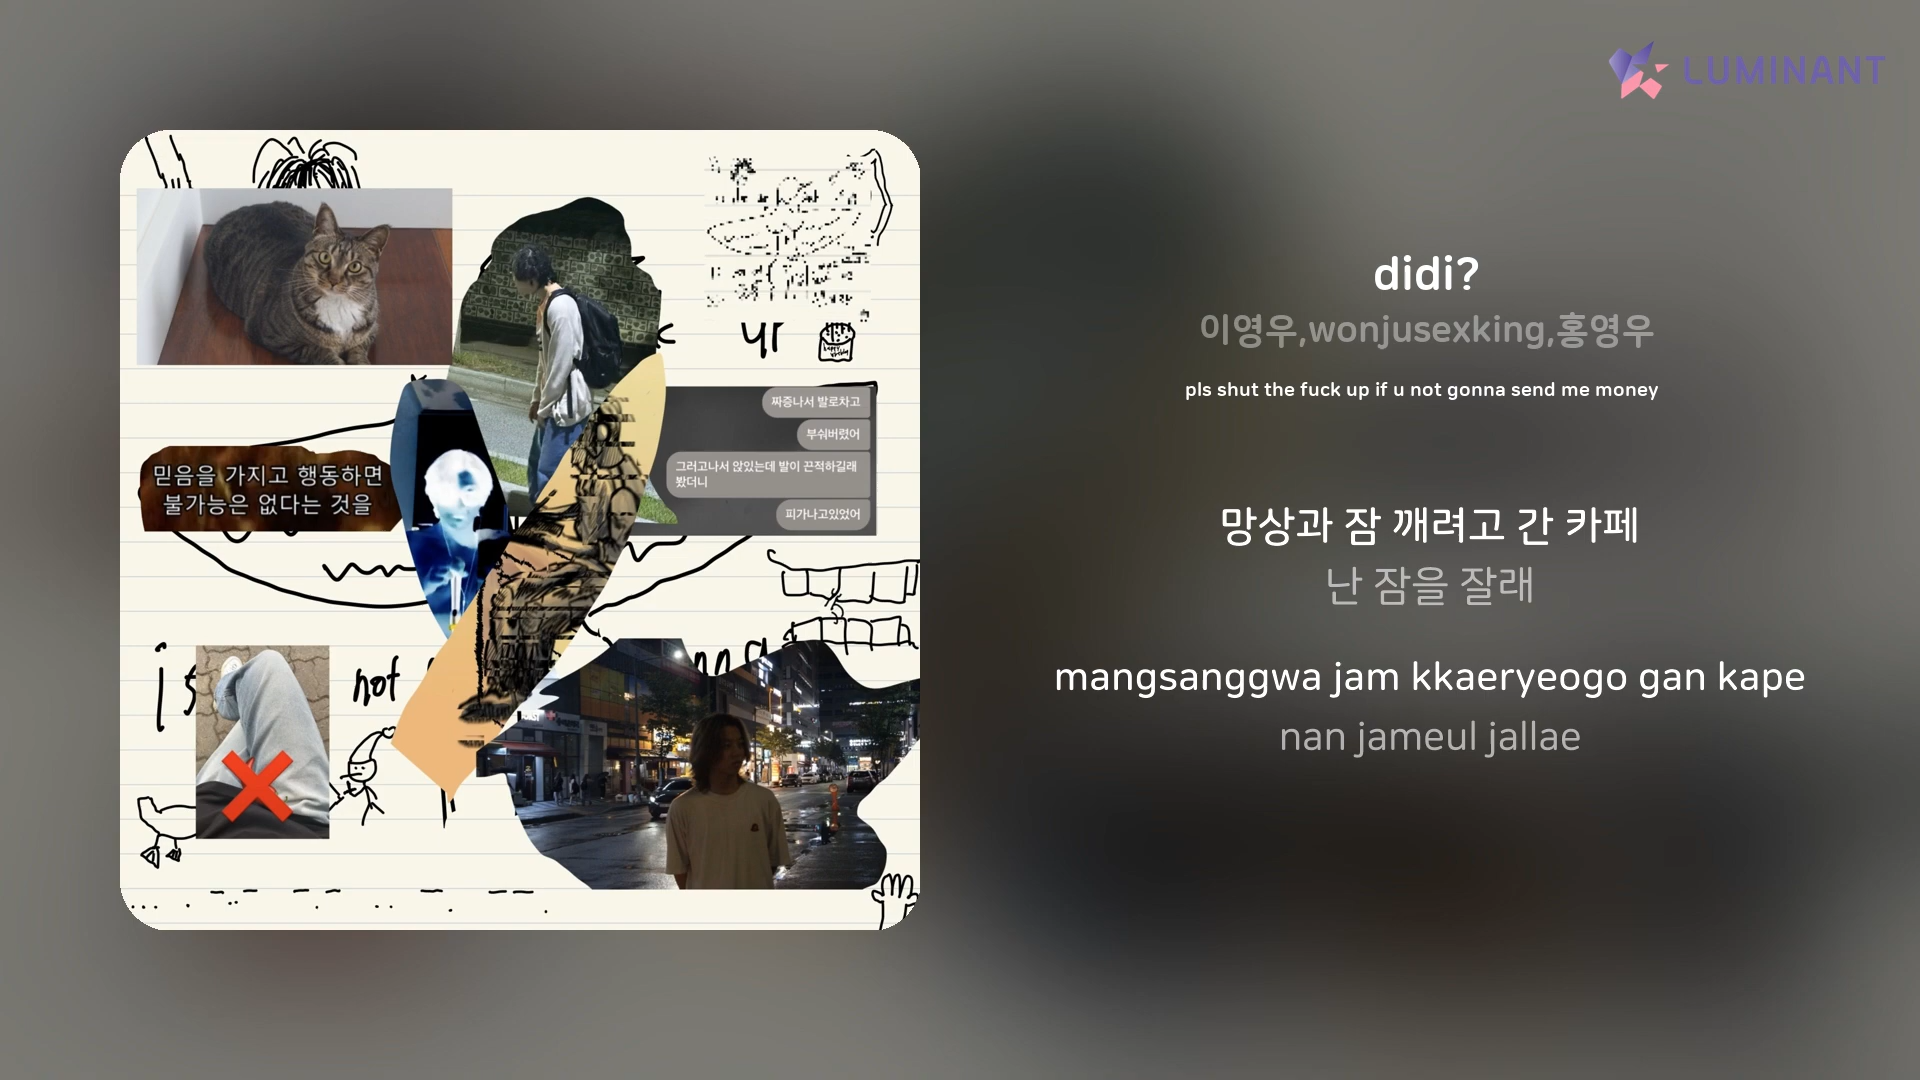 LUMINANT
didi?
이영우,wonjusexking,홍영우
pls shut the fuck up if u not gonna send me money
망상과 잠 깨려고 간 카페
난 잠을 잘래
mangsanggwa jam kkaeryeogo gan kape
nan jameul jallae
yr
짜증나서 발로차고
부숴버렸어
그러고나서 앉있는데 발이 끈적하길래
봤더니
피가나고있었어
믿음을 가지고 행동하면
불가능은 없다는 것을
is not